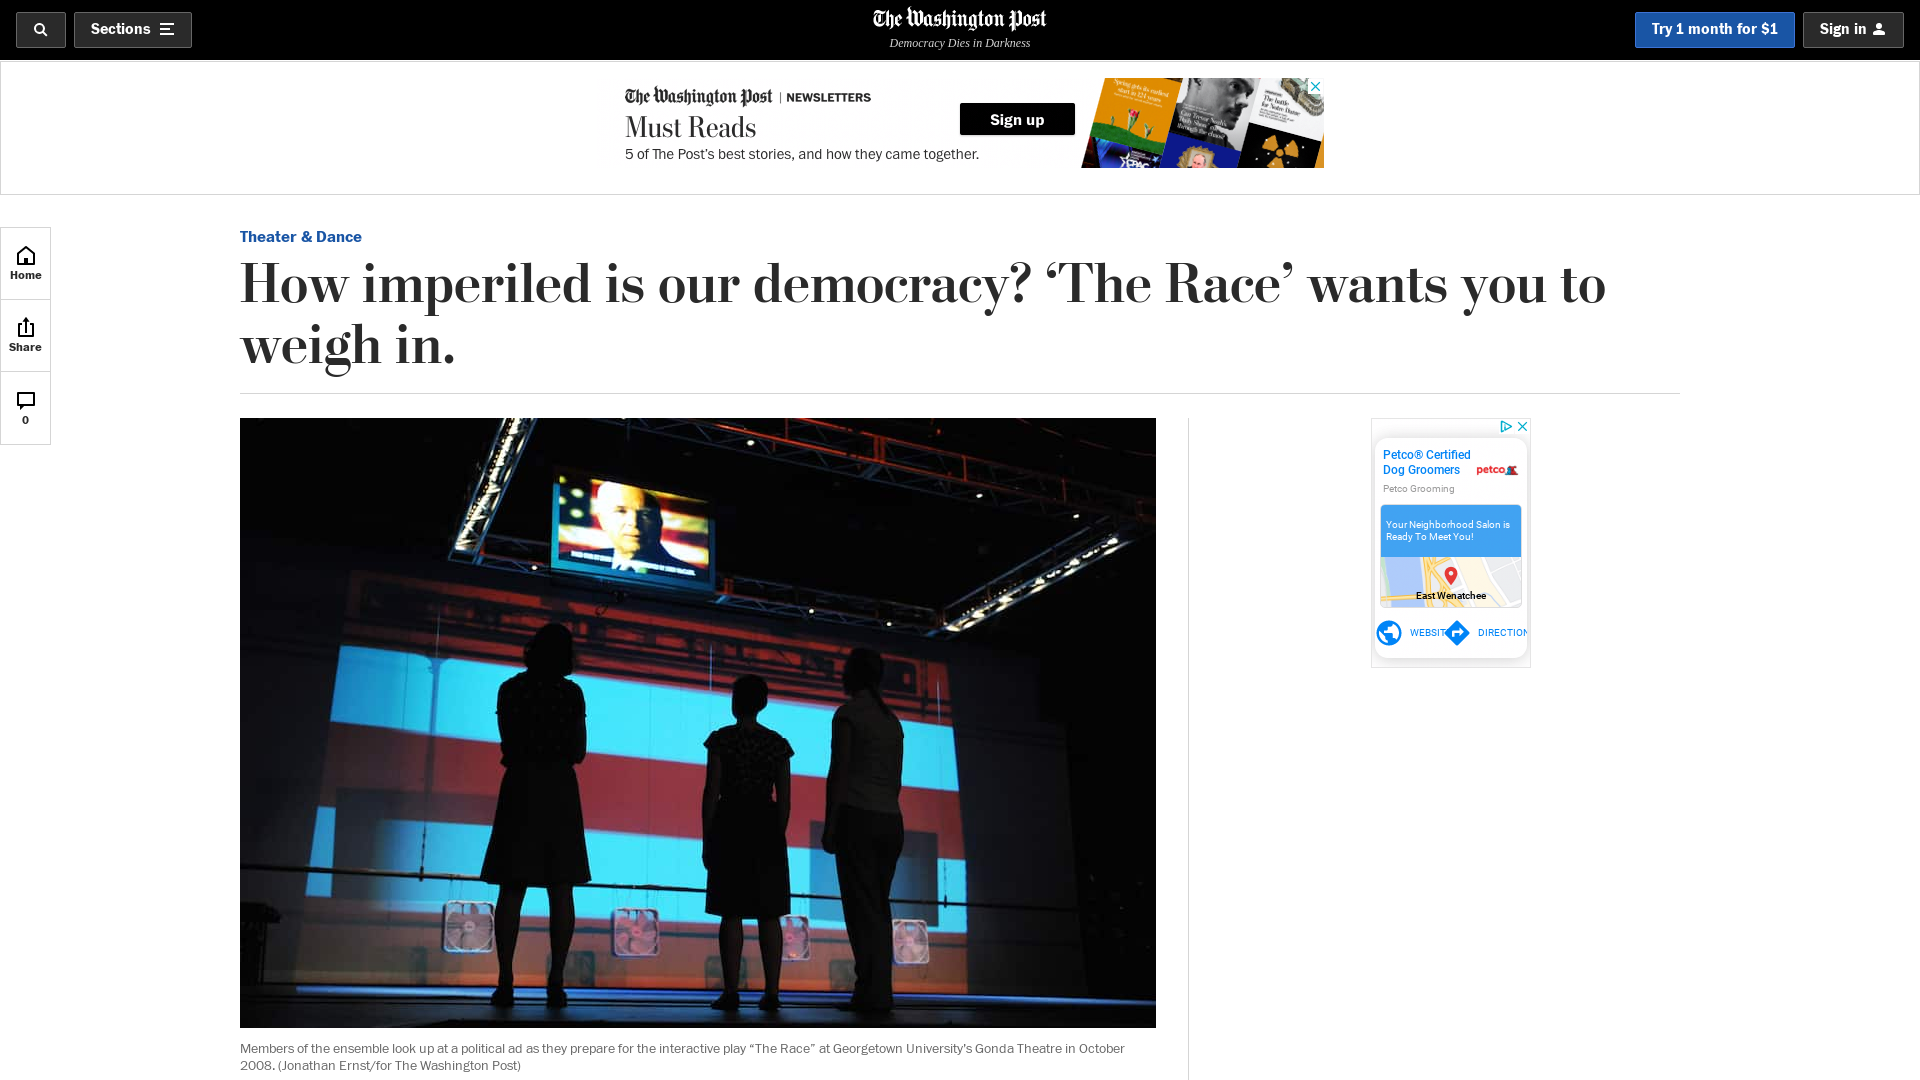 Sections
The Washington Post
Democracy Dies in Darkness
Try 1 month for $1
Sign in
The Washington Post | NEWSLETTERS
Must Reads
5 of The Post's best stories, and how they came together.
Sign up
Home
Share
0
Theater & Dance
How imperiled is our democracy? ‘The Race’ wants you to
weigh in.
Petco® Certified
Dog Groomers
petco
Petco Grooming
Your Neighborhood Salon is
Ready To Meet You!
East Wenatchee
WEBSIT
DIRECTION
Members of the ensemble look up at a political ad as they prepare for the interactive play “The Race” at Georgetown University’s Gonda Theatre in October
2008. (Jonathan Ernst/for The Washington Post)